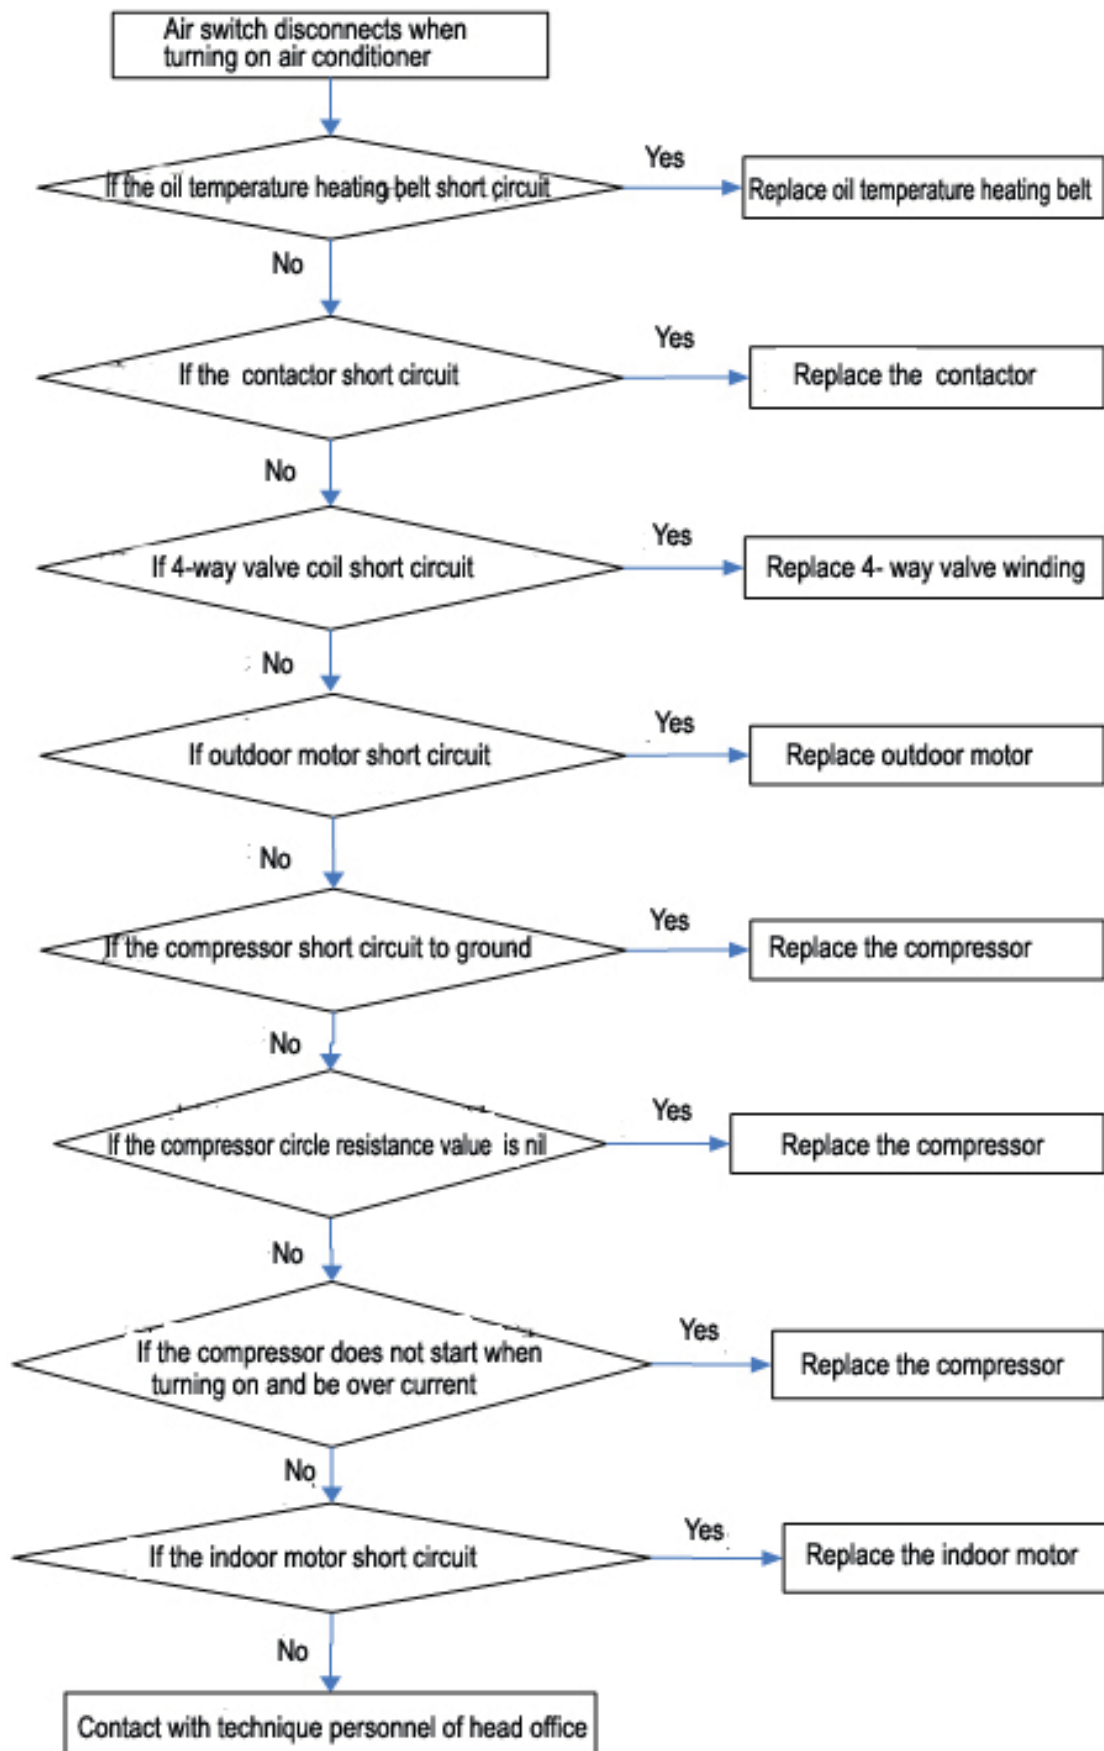 Air switch disconnects when
turning on air conditioner
If the oil temperature heating belt short circuit
Yes
Replace oil temperature heating belt
No
If the contactor short circuit
Yes
Replace the contactor
No
If 4-way valve coil short circuit
Yes
Replace 4- way valve winding
No
If outdoor motor short circuit
Yes
Replace outdoor motor
No
If the compressor short circuit to ground
Yes
Replace the compressor
No
If the compressor circle resistance value is nil
Yes
Replace the compressor
No
If the compressor does not start when
turning on and be over current
Yes
Replace the compressor
No
If the indoor motor short circuit
Yes
Replace the indoor motor
No
Contact with technique personnel of head office